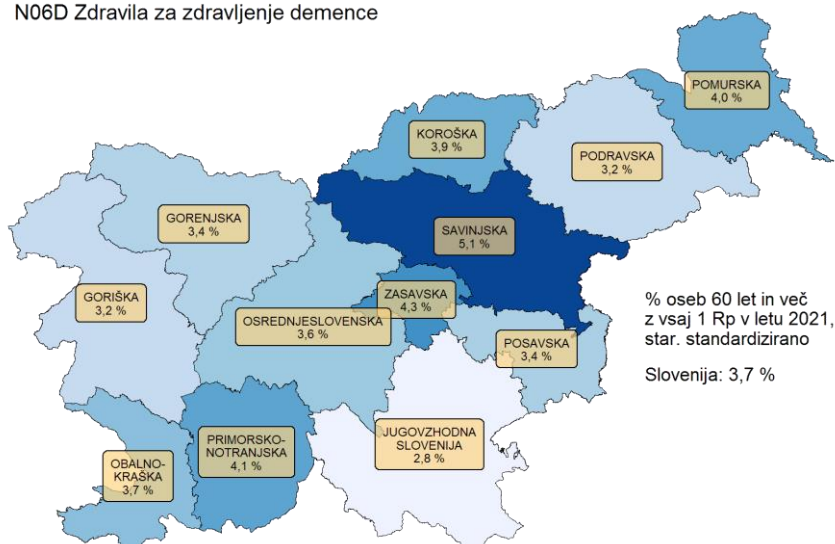 N06D Zdravila za zdravljenje demence
POMURSKA
4,0 %
KOROŠKA
3,9 %
PODRAVSKA
3,2 %
GORENJSKA
3,4 %
SAVINJSKA
5,1 %
GORIŠKA
3,2 %
ZASAVSKA
4,3 %
OSREDNJESLOVENSKA
3,6 %
POSAVSKA
3,4 %
% oseb 60 let in več
z vsaj 1 Rp v letu 2021,
star. standardizirano
Slovenija: 3,7 %
PRIMORSKO-
NOTRANJSKA
4,1 %
JUGOVZHODNA
SLOVENIJA
2,8 %
OBALNO-
KRAŠKA
3,7 %